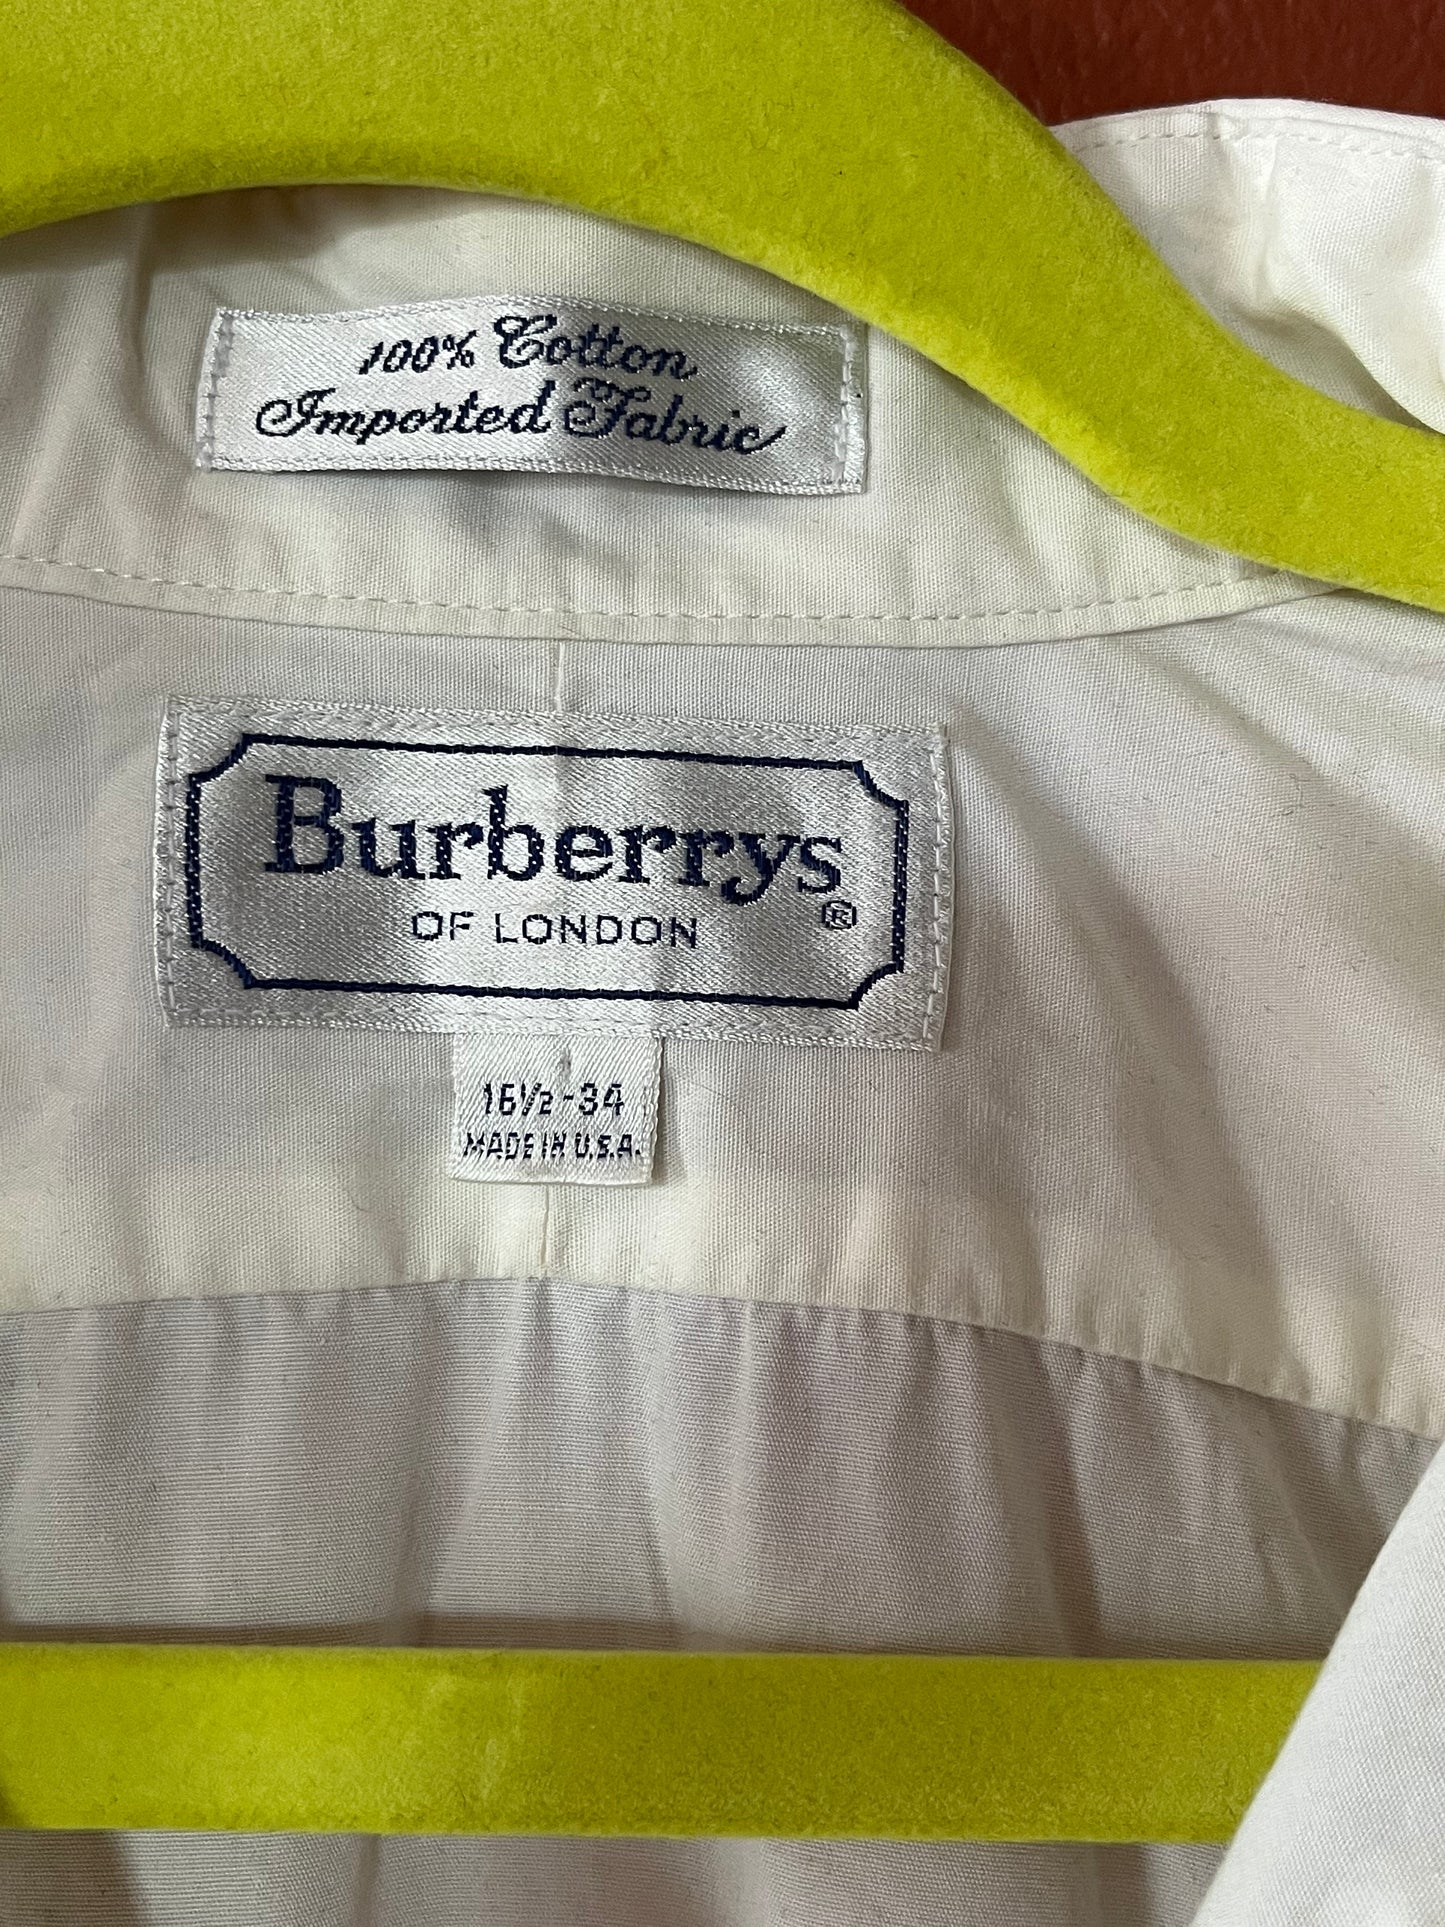 100% Cotton
Imported Fabric
Burberrys®
OF LONDON
16½-34
MADE IN U.S.A.